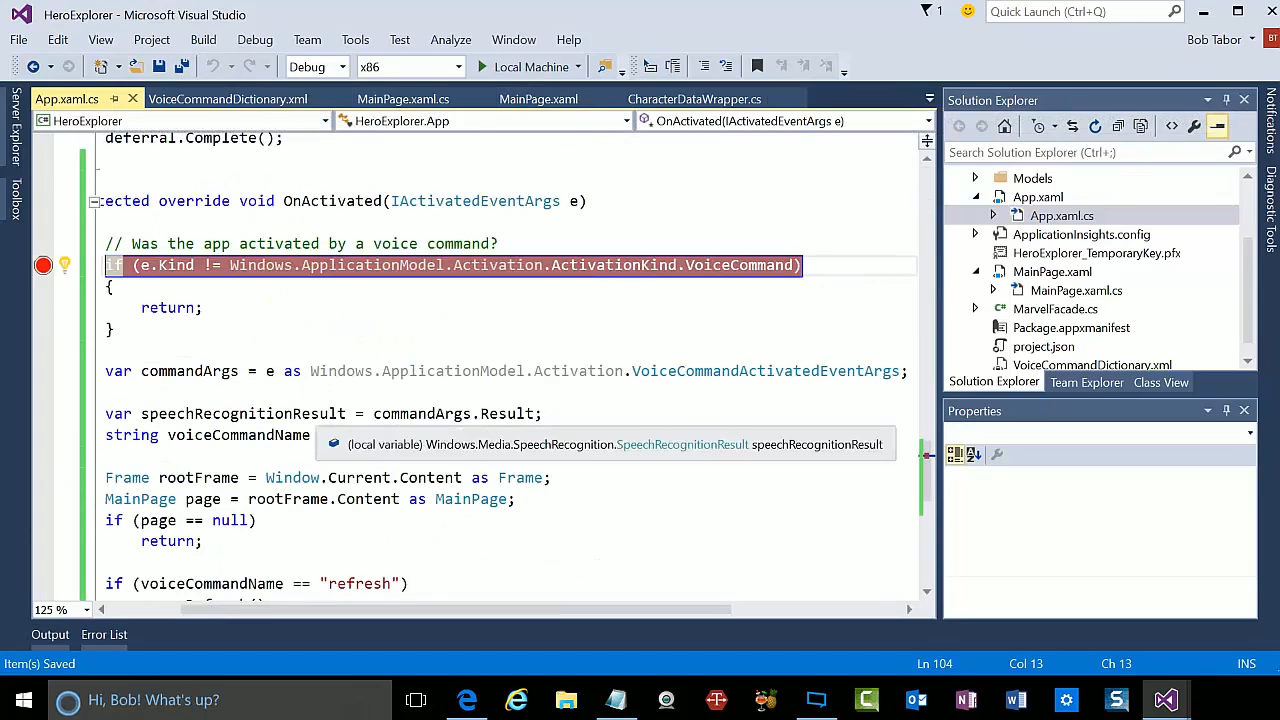 HeroExplorer - Microsoft Visual Studio
1
Quick Launch (Ctrl+Q)
File Edit View Project Build Debug Team Tools Test Analyze Window Help
Bob Tabor
BT
Debug x86 Local Machine
App.xaml.cs VoiceCommandDictionary.xml MainPage.xaml.cs MainPage.xaml CharacterDataWrapper.cs
HeroExplorer HeroExplorer.App OnActivated(IActivatedEventArgs e)
deferral.Complete();
:ected override void OnActivated(IActivatedEventArgs e)
// Was the app activated by a voice command?
if (e.Kind != Windows.ApplicationModel.Activation.ActivationKind.VoiceCommand)
{
return;
}
var commandArgs = e as Windows.ApplicationModel.Activation.VoiceCommandActivatedEventArgs;
var speechRecognitionResult = commandArgs.Result;
string voiceCommandName
(local variable) Windows.Media.SpeechRecognition.SpeechRecognitionResult speechRecognitionResult
Frame rootFrame = Window.Current.Content as Frame;
MainPage page = rootFrame.Content as MainPage;
if (page == null)
return;
if (voiceCommandName == "refresh")
125 %
Server Explorer
Toolbox
Solution Explorer
Search Solution Explorer (Ctrl+;)
Models
App.xaml
App.xaml.cs
ApplicationInsights.config
HeroExplorer_TemporaryKey.pfx
MainPage.xaml
MainPage.xaml.cs
MarvelFacade.cs
Package.appxmanifest
project.json
VoiceCommandDictionary.xml
Solution Explorer Team Explorer Class View
Properties
Notifications
Diagnostic Tools
Output Error List
Item(s) Saved Ln 104 Col 13 Ch 13 INS
Hi, Bob! What's up?